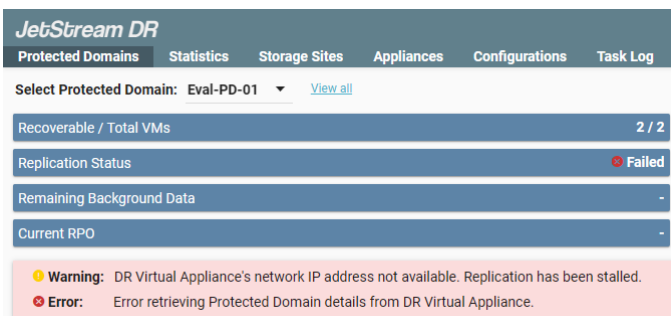 JetStream DR
Protected Domains Statistics Storage Sites Appliances Configurations Task Log
Select Protected Domain: Eval-PD-01 View all
Recoverable / Total VMs 2 / 2
Replication Status Failed
Remaining Background Data -
Current RPO -
Warning: DR Virtual Appliance's network IP address not available. Replication has been stalled.
Error: Error retrieving Protected Domain details from DR Virtual Appliance.